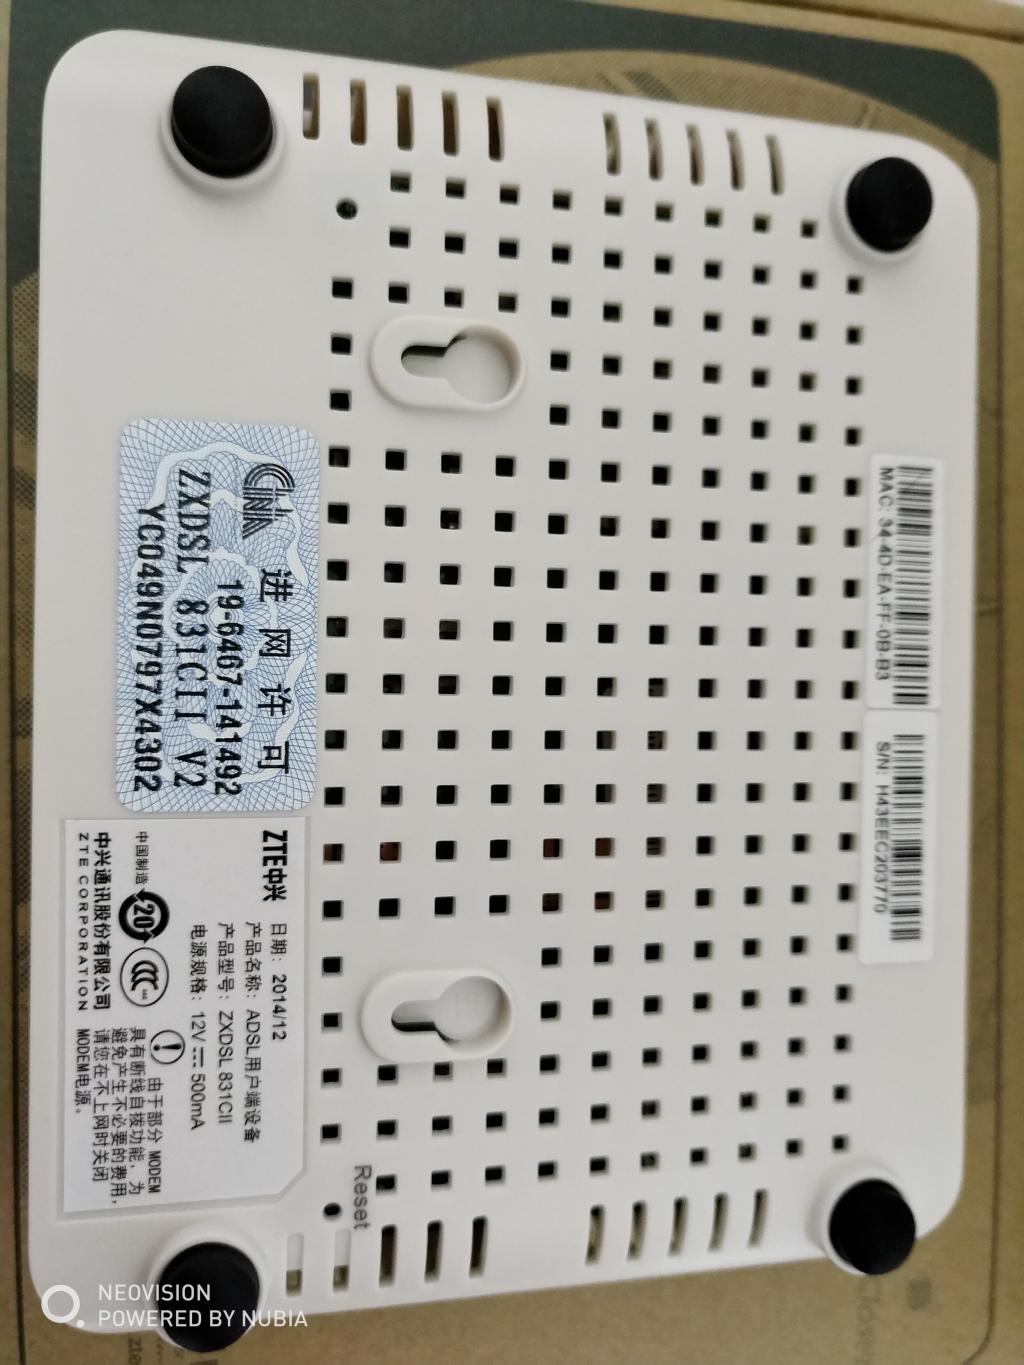 CNA 进网许可
19-6467-141492
ZXDSL 831CII V2
YC049N0797X4302
ZTE中兴
日期：2014/12
产品名称：ADSL用户端设备
产品型号：ZXDSL 831CII
电源规格：12V 500mA
中国制造
20
CCC
中兴通讯股份有限公司
ZTE CORPORATION
由于部分 MODEM
具有断线自拨功能，为
避免产生不必要的费用，
请您在不上网时关闭
MODEM电源。
Reset
MAC: 34-4D-EA-FF-0B-B3
S/N: H43EEC203770
NEOVISION
POWERED BY NUBIA